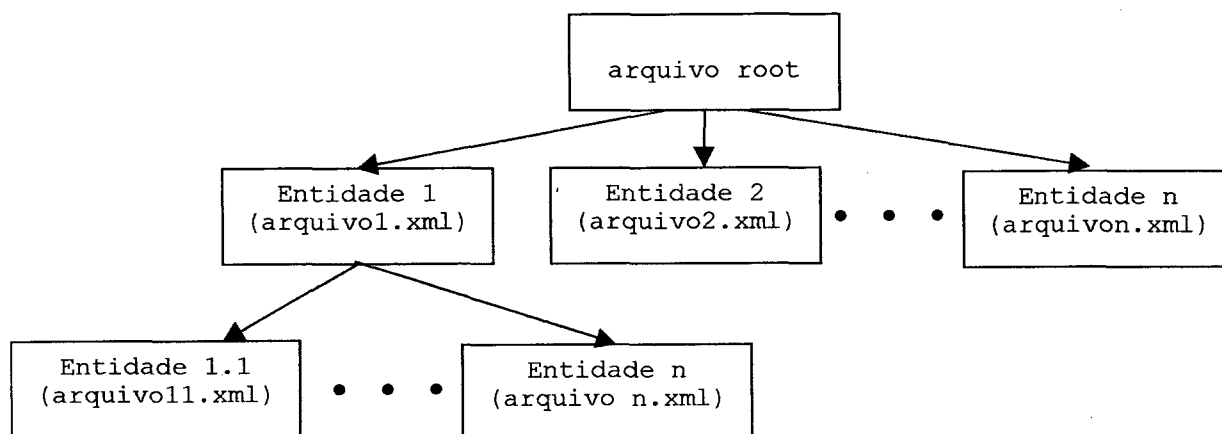 arquivo root
Entidade 1
(arquivo1.xml)
Entidade 2
(arquivo2.xml)
Entidade n
(arquivon.xml)
Entidade 1.1
(arquivo11.xml)
Entidade n
(arquivo n.xml)